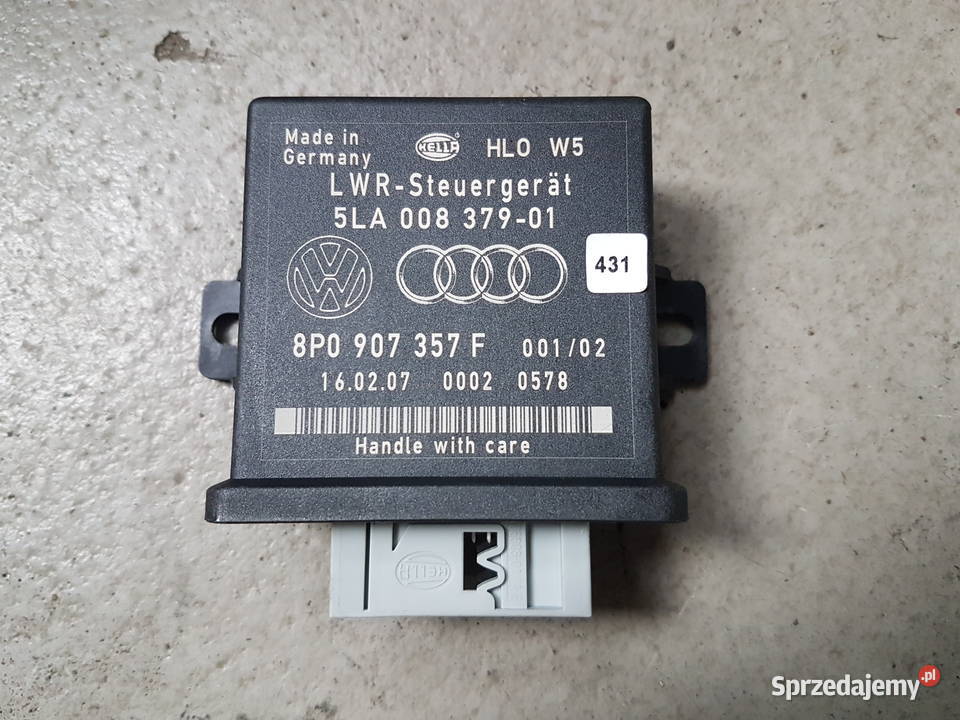 Made in
Germany
HELLA HLO W5
LWR-Steuergerät
5LA 008 379-01
431
8P0 907 357 F 001/02
16.02.07 0002 0578
Handle with care
HELLA
Sprzedajemy.pl